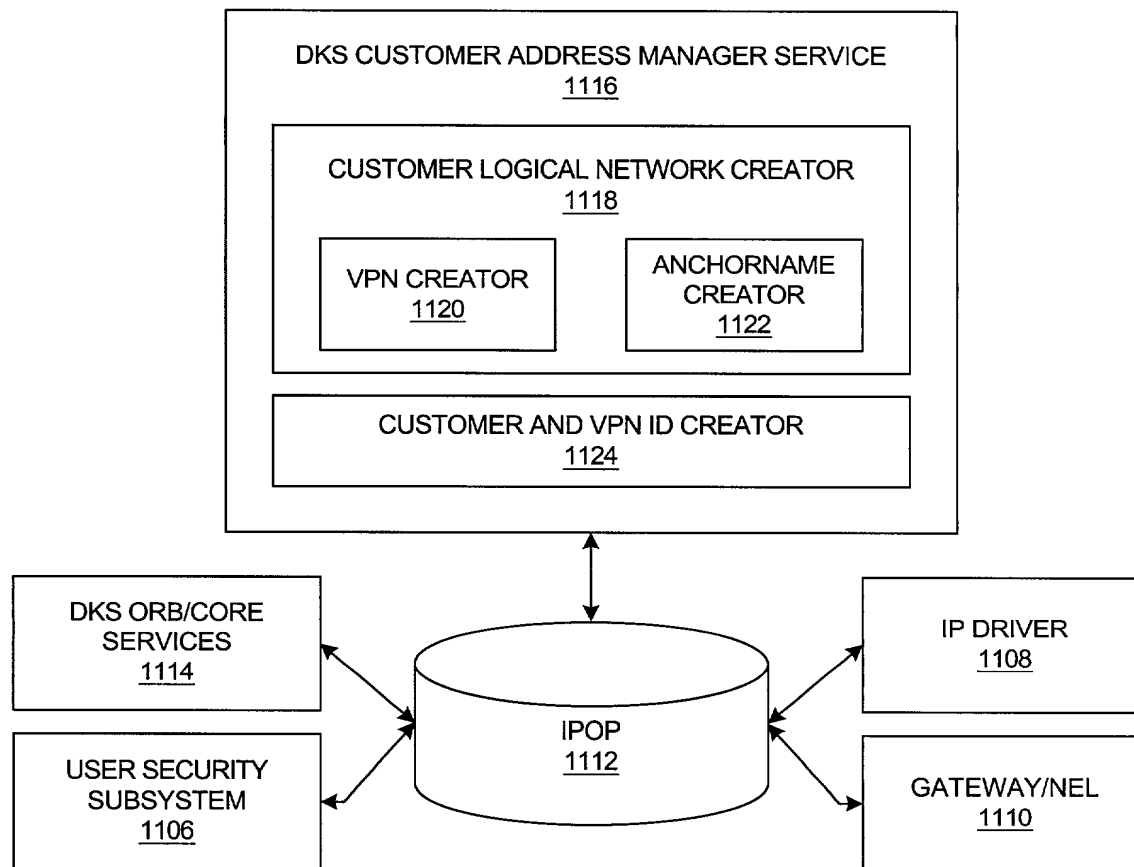 DKS CUSTOMER ADDRESS MANAGER SERVICE
1116
CUSTOMER LOGICAL NETWORK CREATOR
1118
VPN CREATOR
1120
ANCHORNAME
CREATOR
1122
CUSTOMER AND VPN ID CREATOR
1124
DKS ORB/CORE
SERVICES
1114
USER SECURITY
SUBSYSTEM
1106
IPOP
1112
IP DRIVER
1108
GATEWAY/NEL
1110